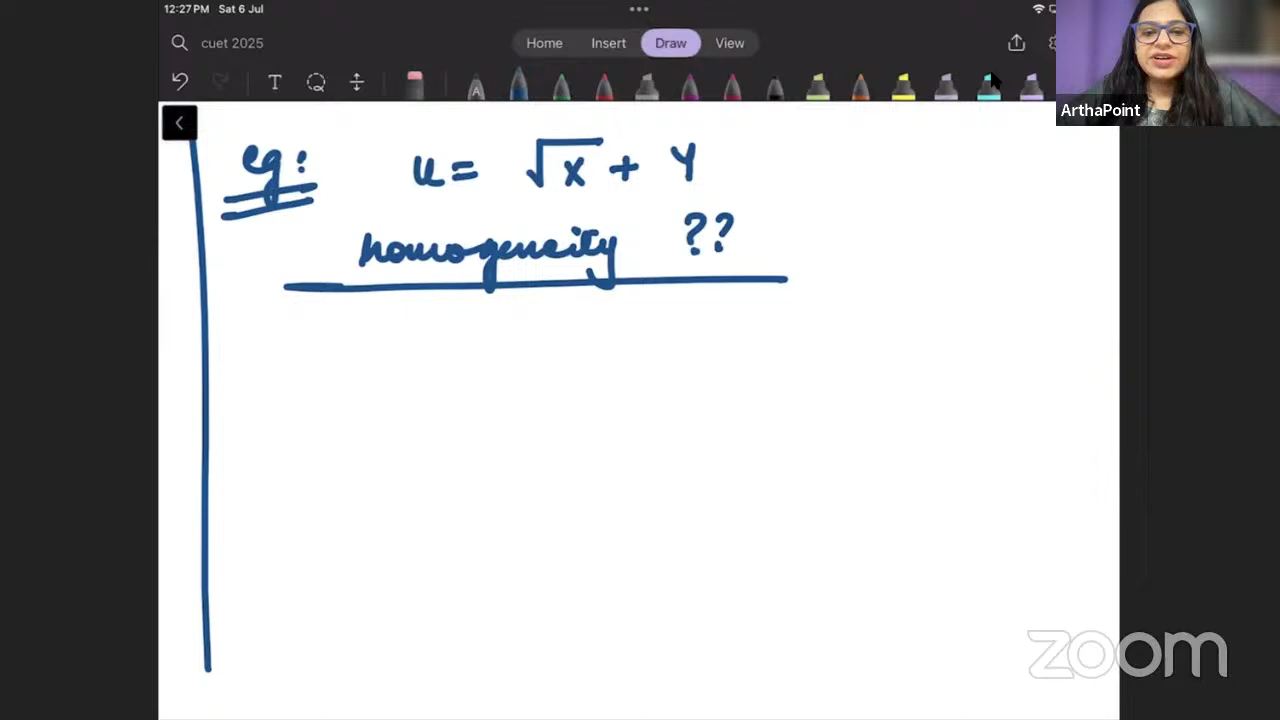 12:27 PM Sat 6 Jul
cuet 2025
Home Insert Draw View
T A
ArthaPoint
eg: u = √x + y
homogeneity ??
zoom